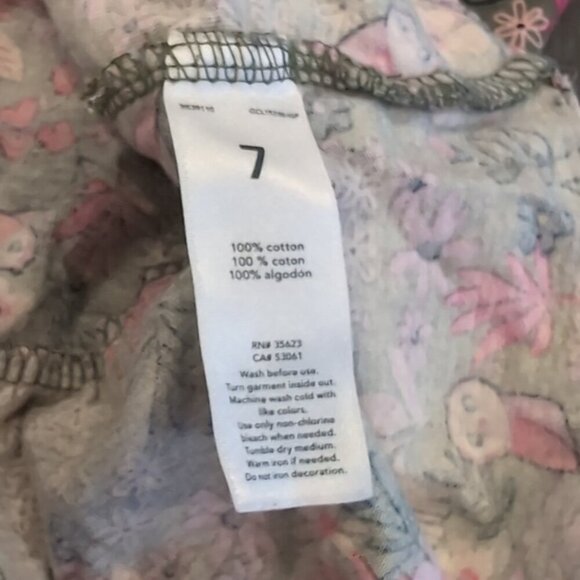 7
100% cotton
100 % coton
100% algodón
RN# 35623
CA# 53061
Wash before use.
Turn garment inside out.
Machine wash cold with
like colors.
Use only non-chlorine
bleach when needed.
Tumble dry medium.
Warm iron if needed.
Do not iron decoration.